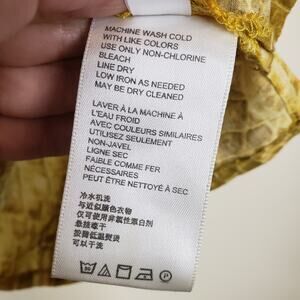 MACHINE WASH COLD
WITH LIKE COLORS
USE ONLY NON-CHLORINE
BLEACH
LINE DRY
LOW IRON AS NEEDED
MAY BE DRY CLEANED
LAVER À LA MACHINE À
L'EAU FROID
AVEC COULEURS SIMILAIRES
UTILISEZ SEULEMENT
NON-JAVEL
LIGNE SEC
FAIBLE COMME FER
NÉCESSAIRES
PEUT ÊTRE NETTOYÉ À SEC
冷水机洗
与近似颜色衣物
仅可使用非氯性漂白剂
悬挂晾干
按需低温熨烫
可以干洗